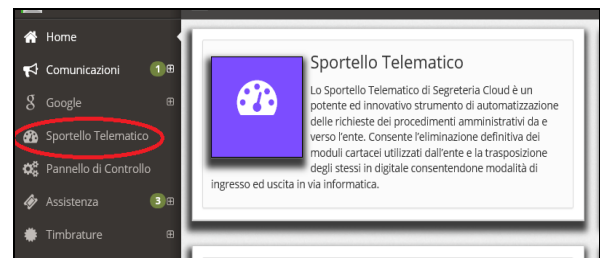 Home
Comunicazioni 1
Google
Sportello Telematico
Pannello di Controllo
Assistenza 3
Timbrature
Sportello Telematico
Lo Sportello Telematico di Segreteria Cloud è un
potente ed innovativo strumento di automatizzazione
delle richieste dei procedimenti amministrativi da e
verso l'ente. Consente l'eliminazione definitiva dei
moduli cartacei utilizzati dall'ente e la trasposizione
degli stessi in digitale consentendone modalità di
ingresso ed uscita in via informatica.